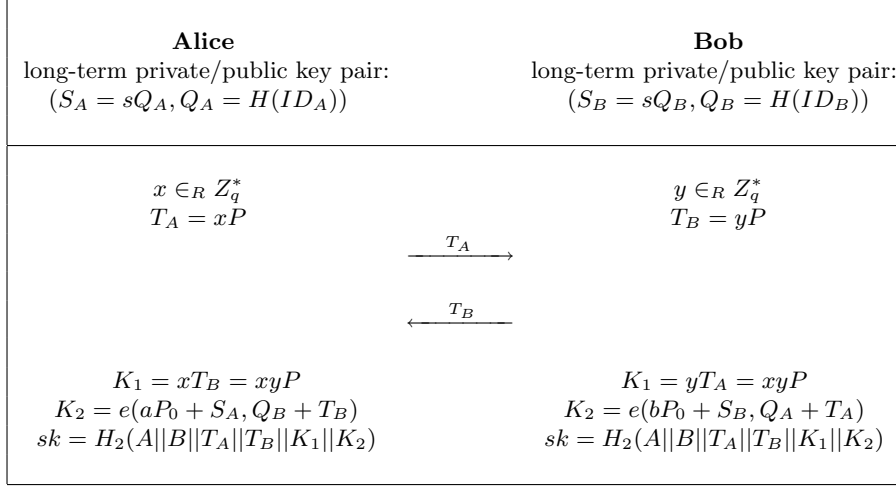 Alice
long-term private/public key pair:
(S_A = sQ_A, Q_A = H(ID_A))
Bob
long-term private/public key pair:
(S_B = sQ_B, Q_B = H(ID_B))
x ∈_R Z_q^*
T_A = xP
y ∈_R Z_q^*
T_B = yP
T_A
T_B
K_1 = xT_B = xyP
K_2 = e(aP_0 + S_A, Q_B + T_B)
sk = H_2(A||B||T_A||T_B||K_1||K_2)
K_1 = yT_A = xyP
K_2 = e(bP_0 + S_B, Q_A + T_A)
sk = H_2(A||B||T_A||T_B||K_1||K_2)